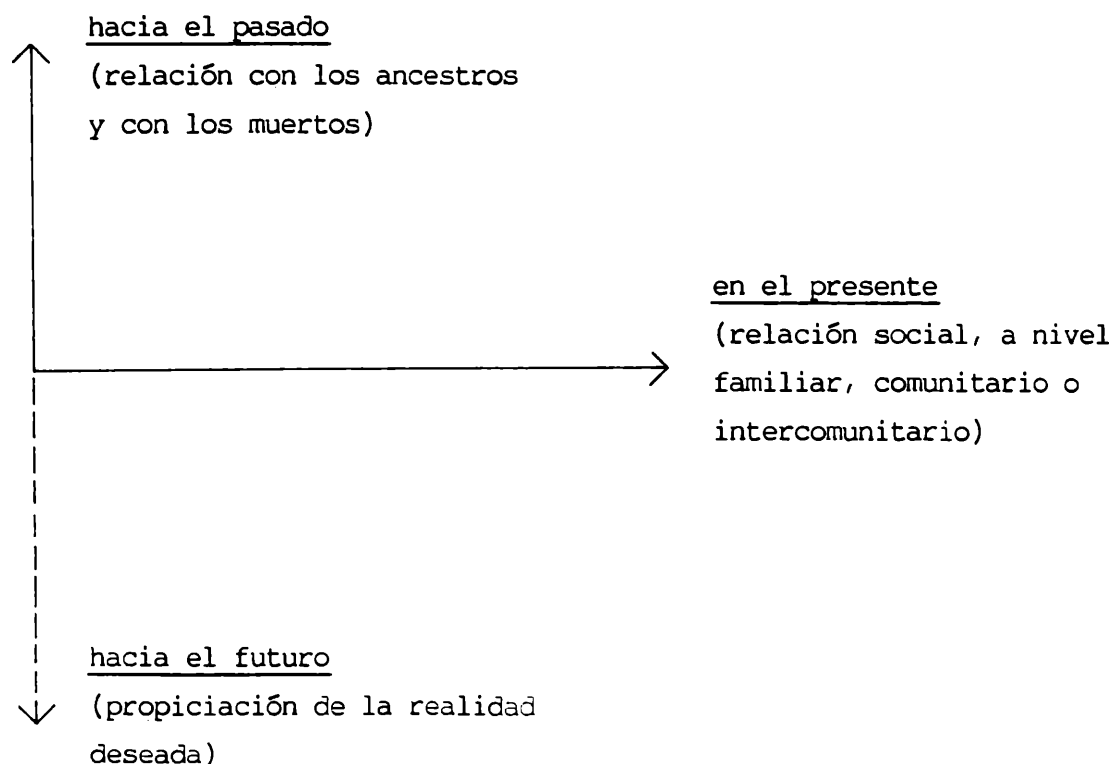 hacia el pasado
(relación con los ancestros
y con los muertos)
en el presente
(relación social, a nivel
familiar, comunitario o
intercomunitario)
hacia el futuro
(propiciación de la realidad
deseada)